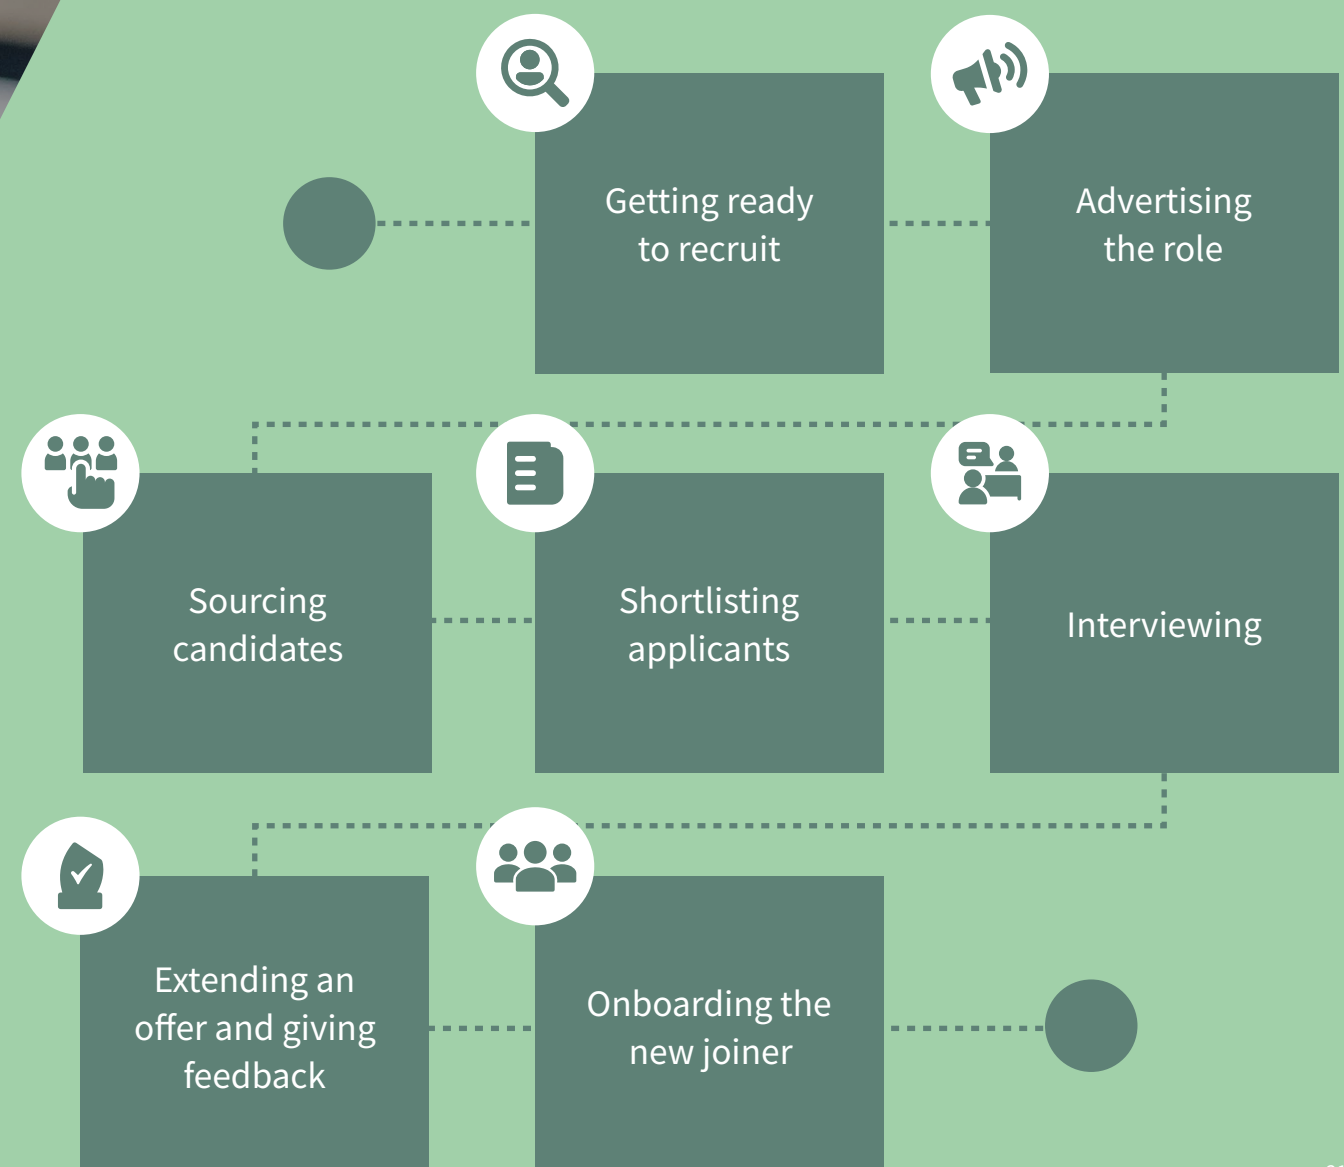 Getting ready
to recruit
Advertising
the role
Sourcing
candidates
Shortlisting
applicants
Interviewing
Extending an
offer and giving
feedback
Onboarding the
new joiner